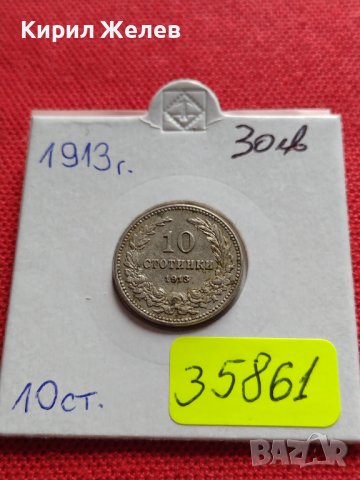 Кирил Желев
1913г.
30лв
10
СТОТИНКИ
1913
10ст.
35861
BAZAR